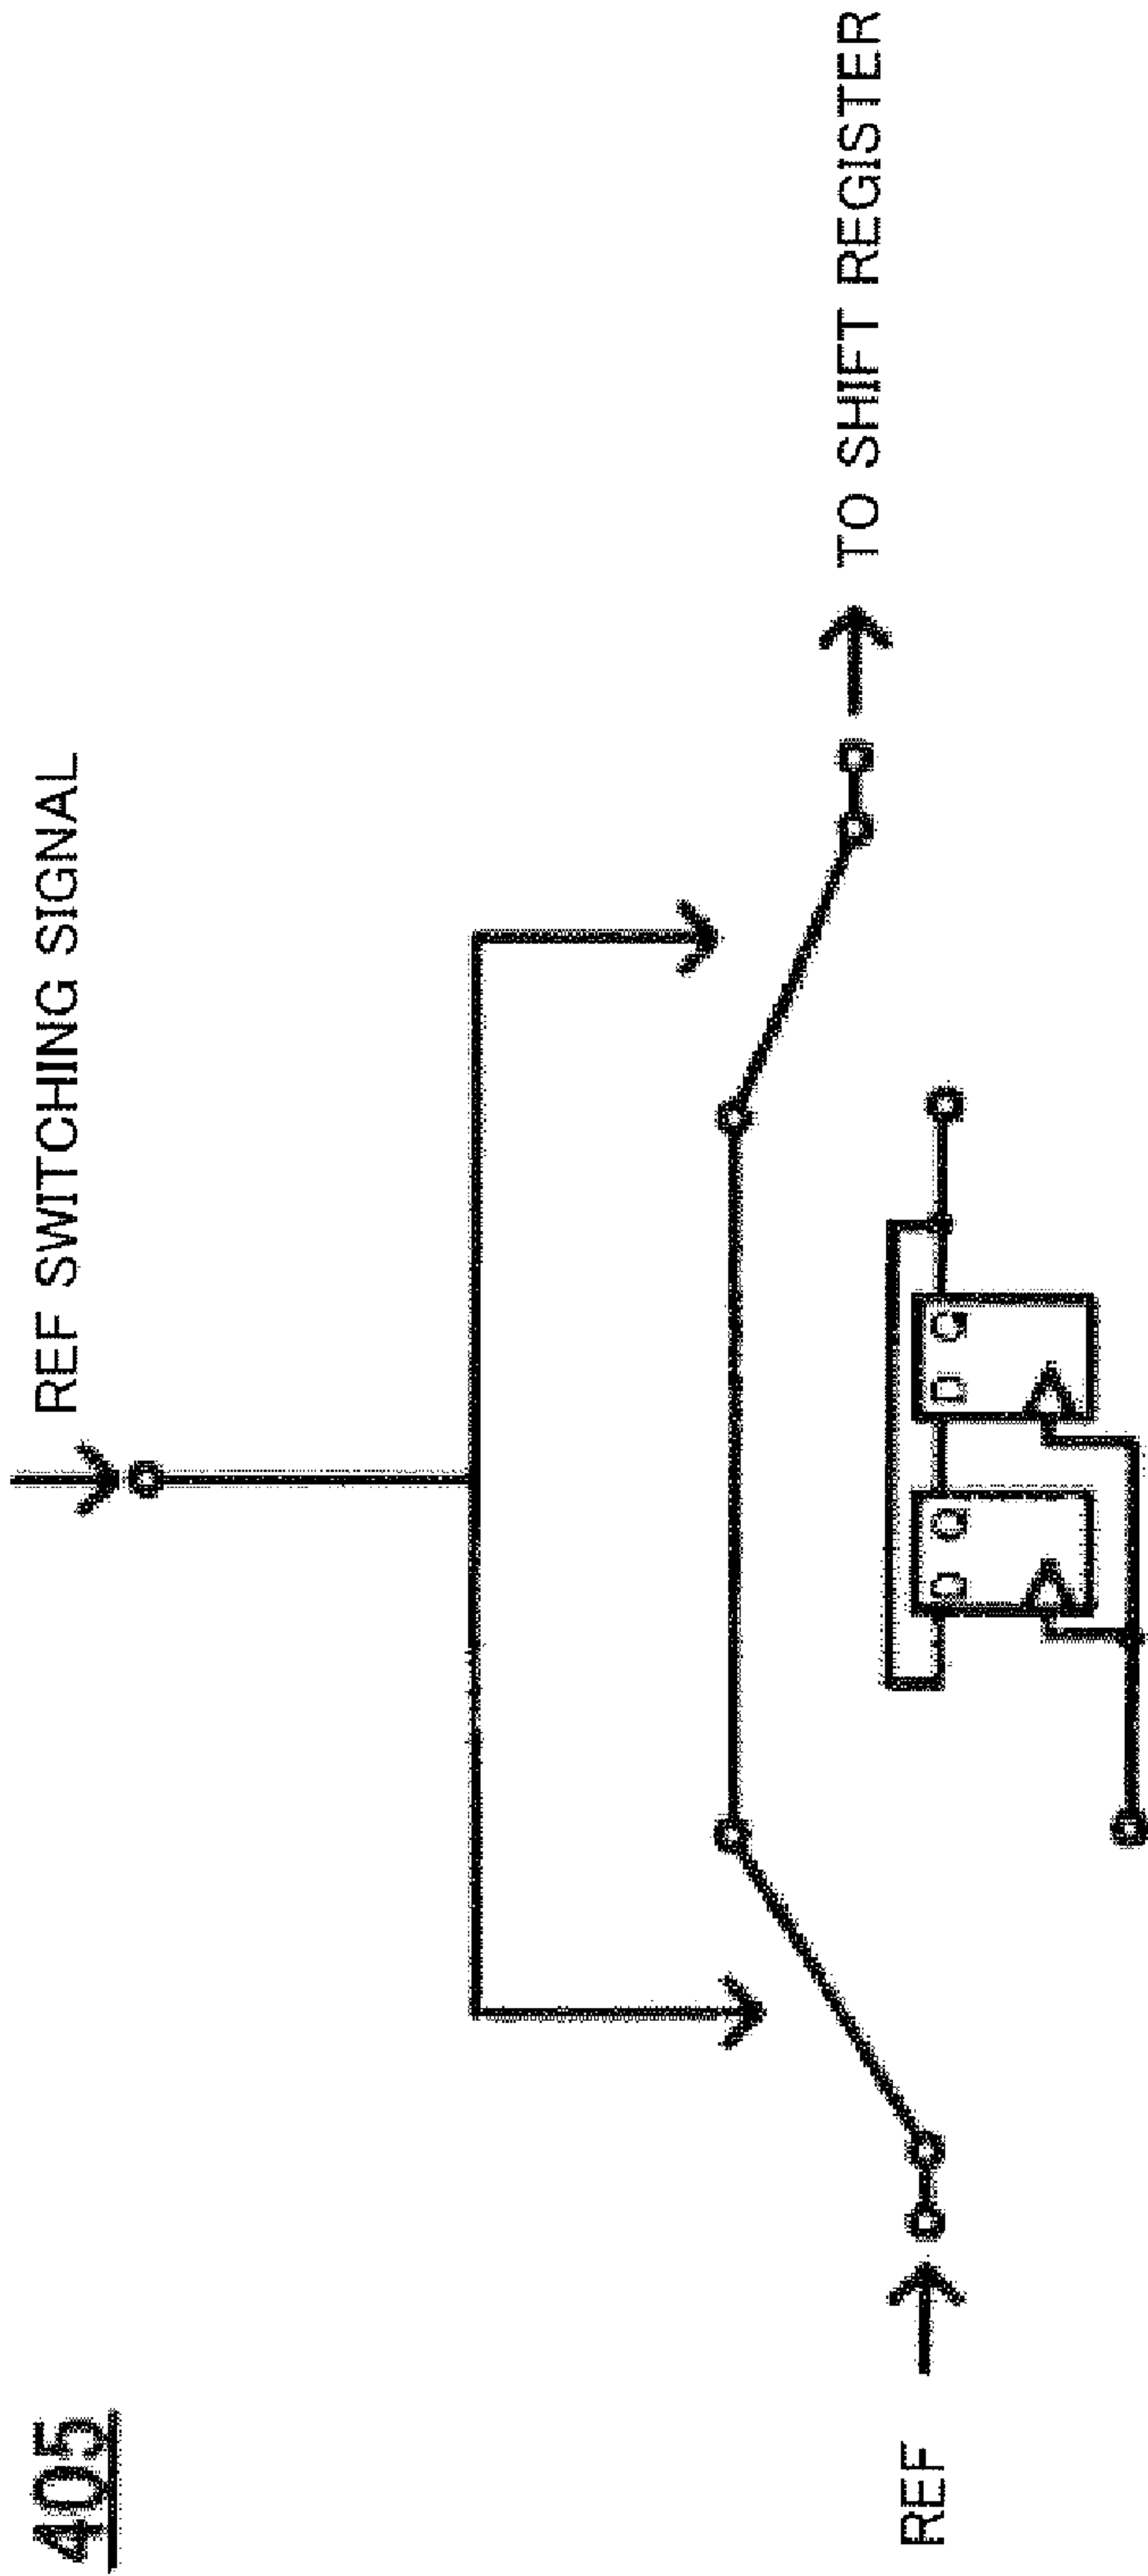 405
REF SWITCHING SIGNAL
REF
TO SHIFT REGISTER
D Q
D Q